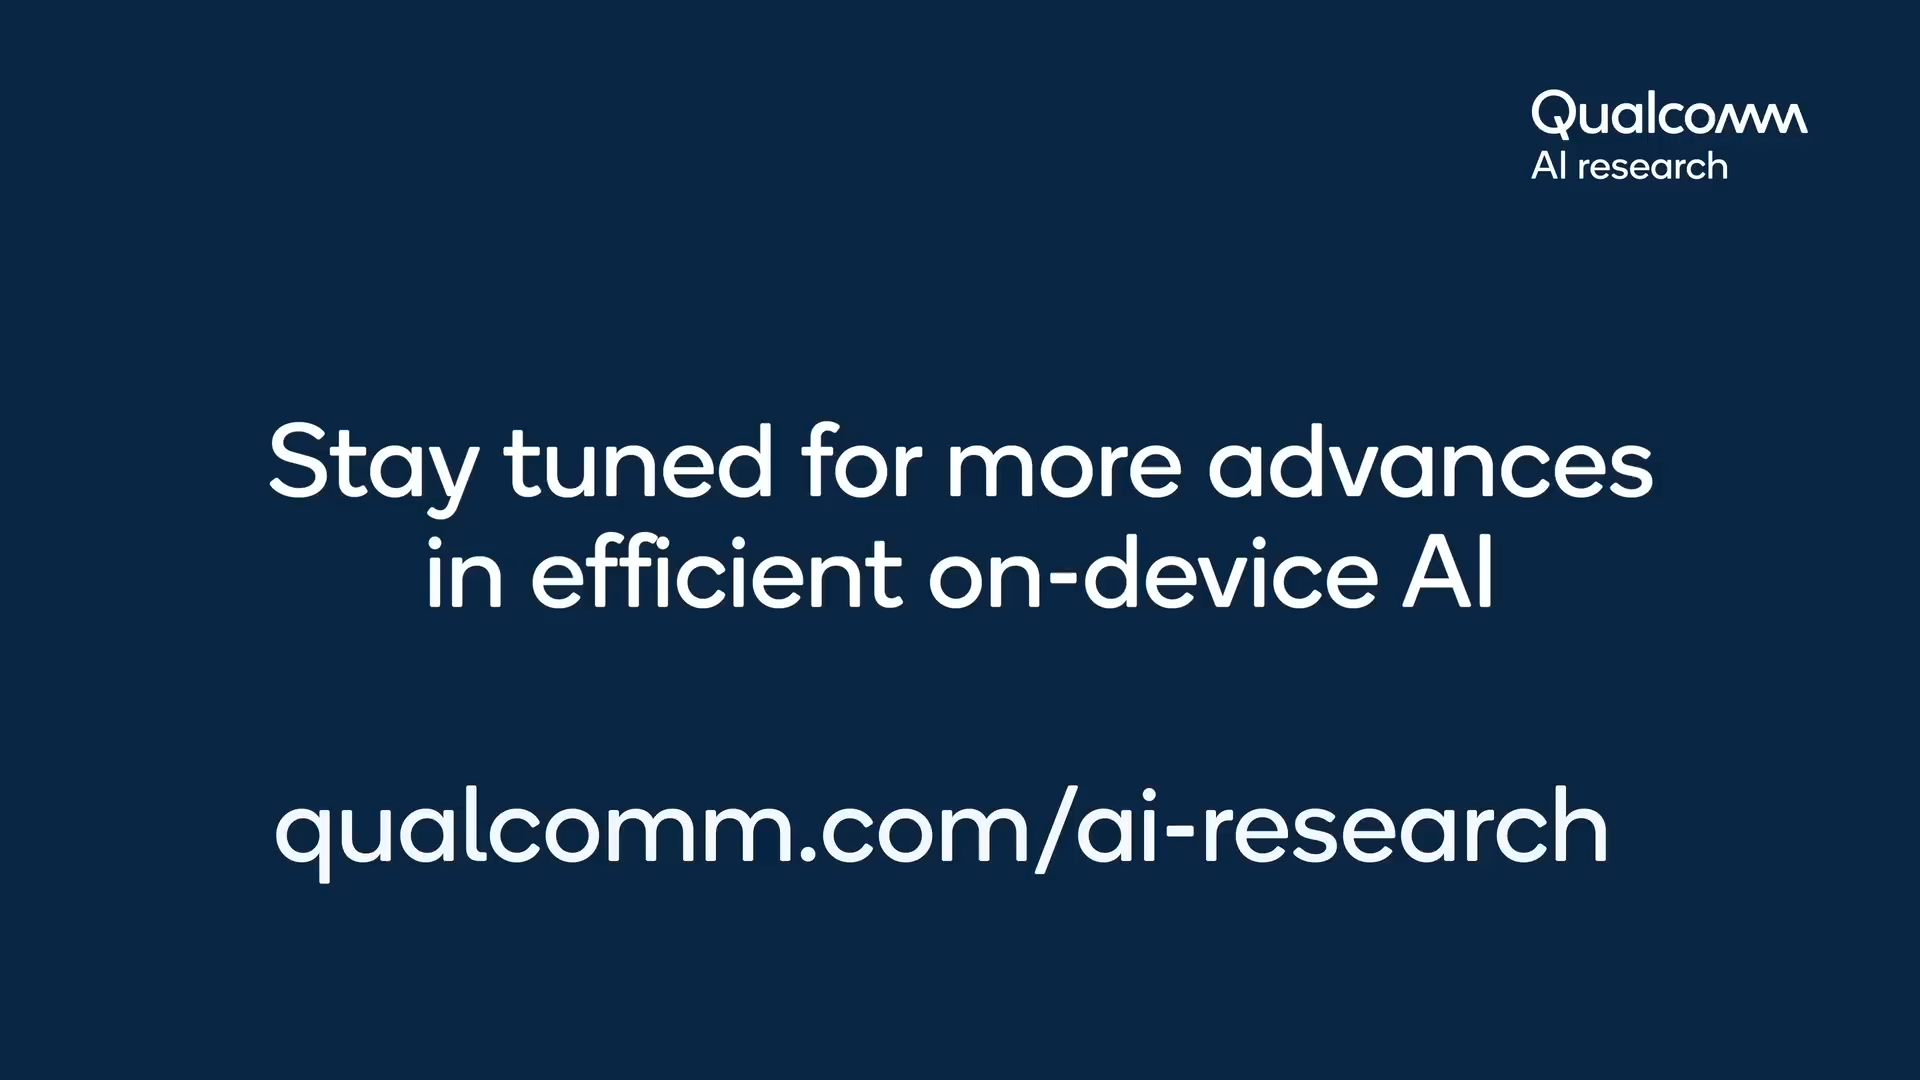 Qualcomm
AI research
Stay tuned for more advances
in efficient on-device AI
qualcomm.com/ai-research